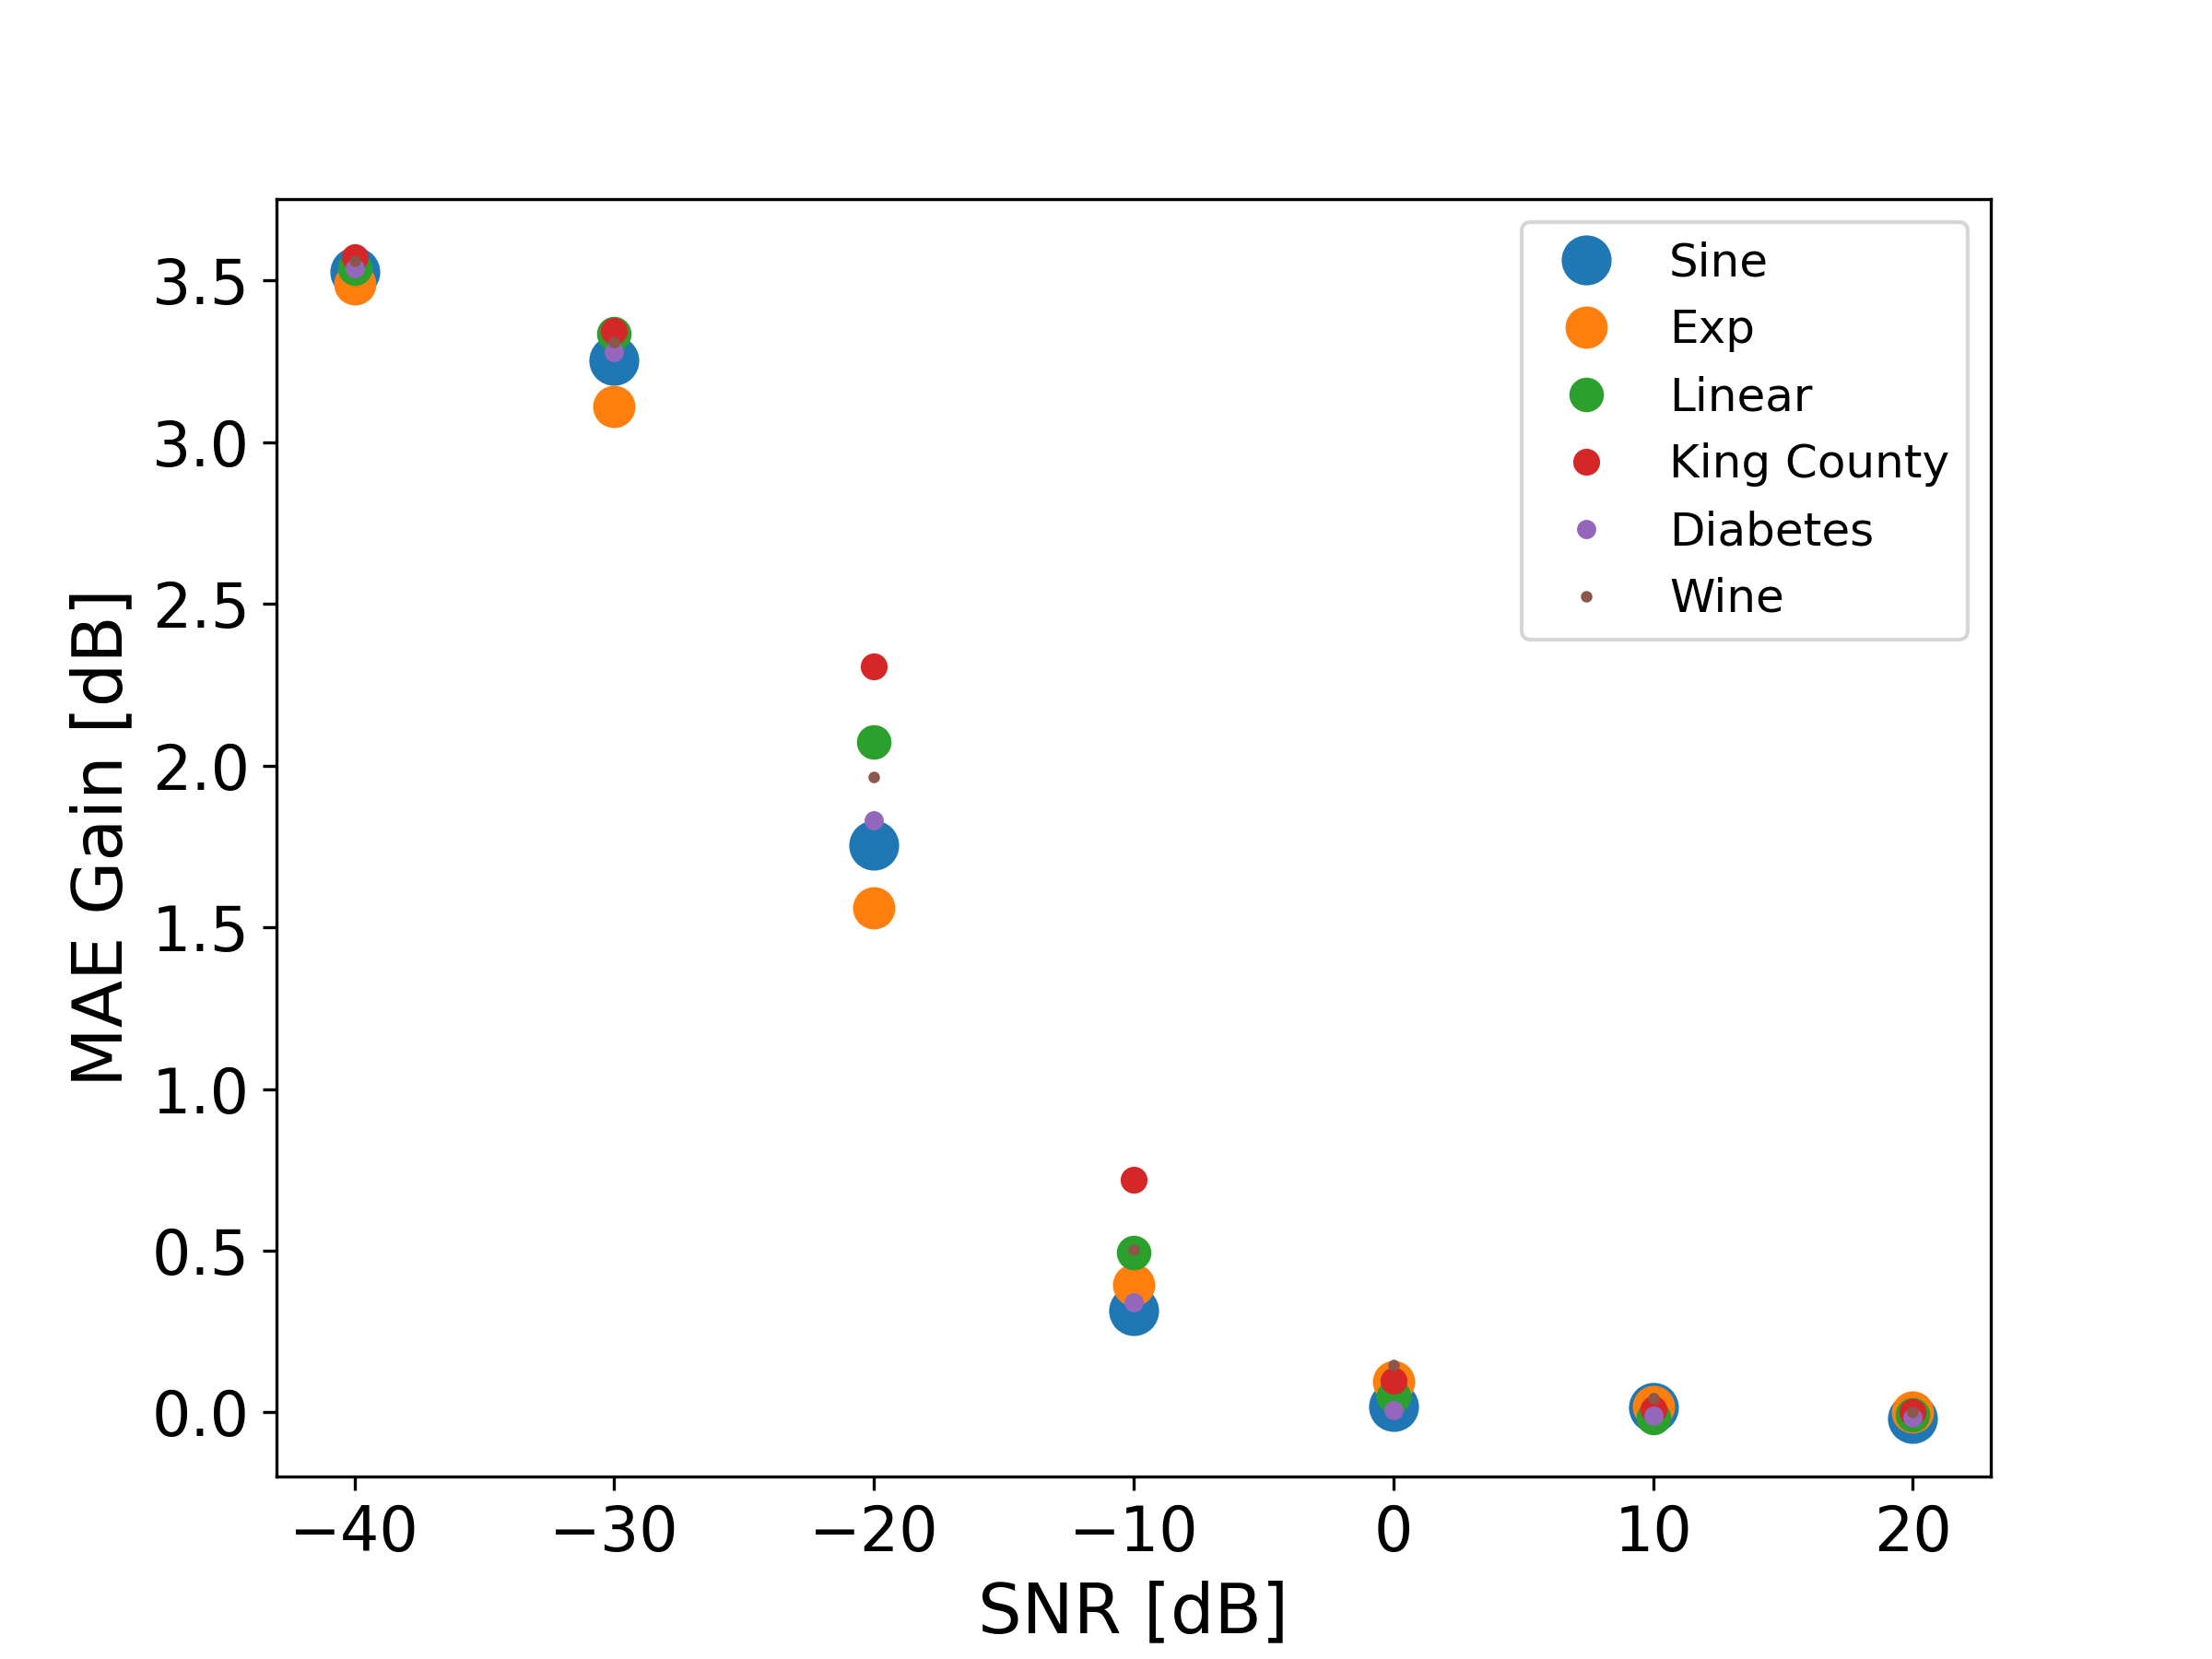 Sine
Exp
Linear
King County
Diabetes
Wine
MAE Gain [dB]
3.5
3.0
2.5
2.0
1.5
1.0
0.5
0.0
−40 −30 −20 −10 0 10 20
SNR [dB]